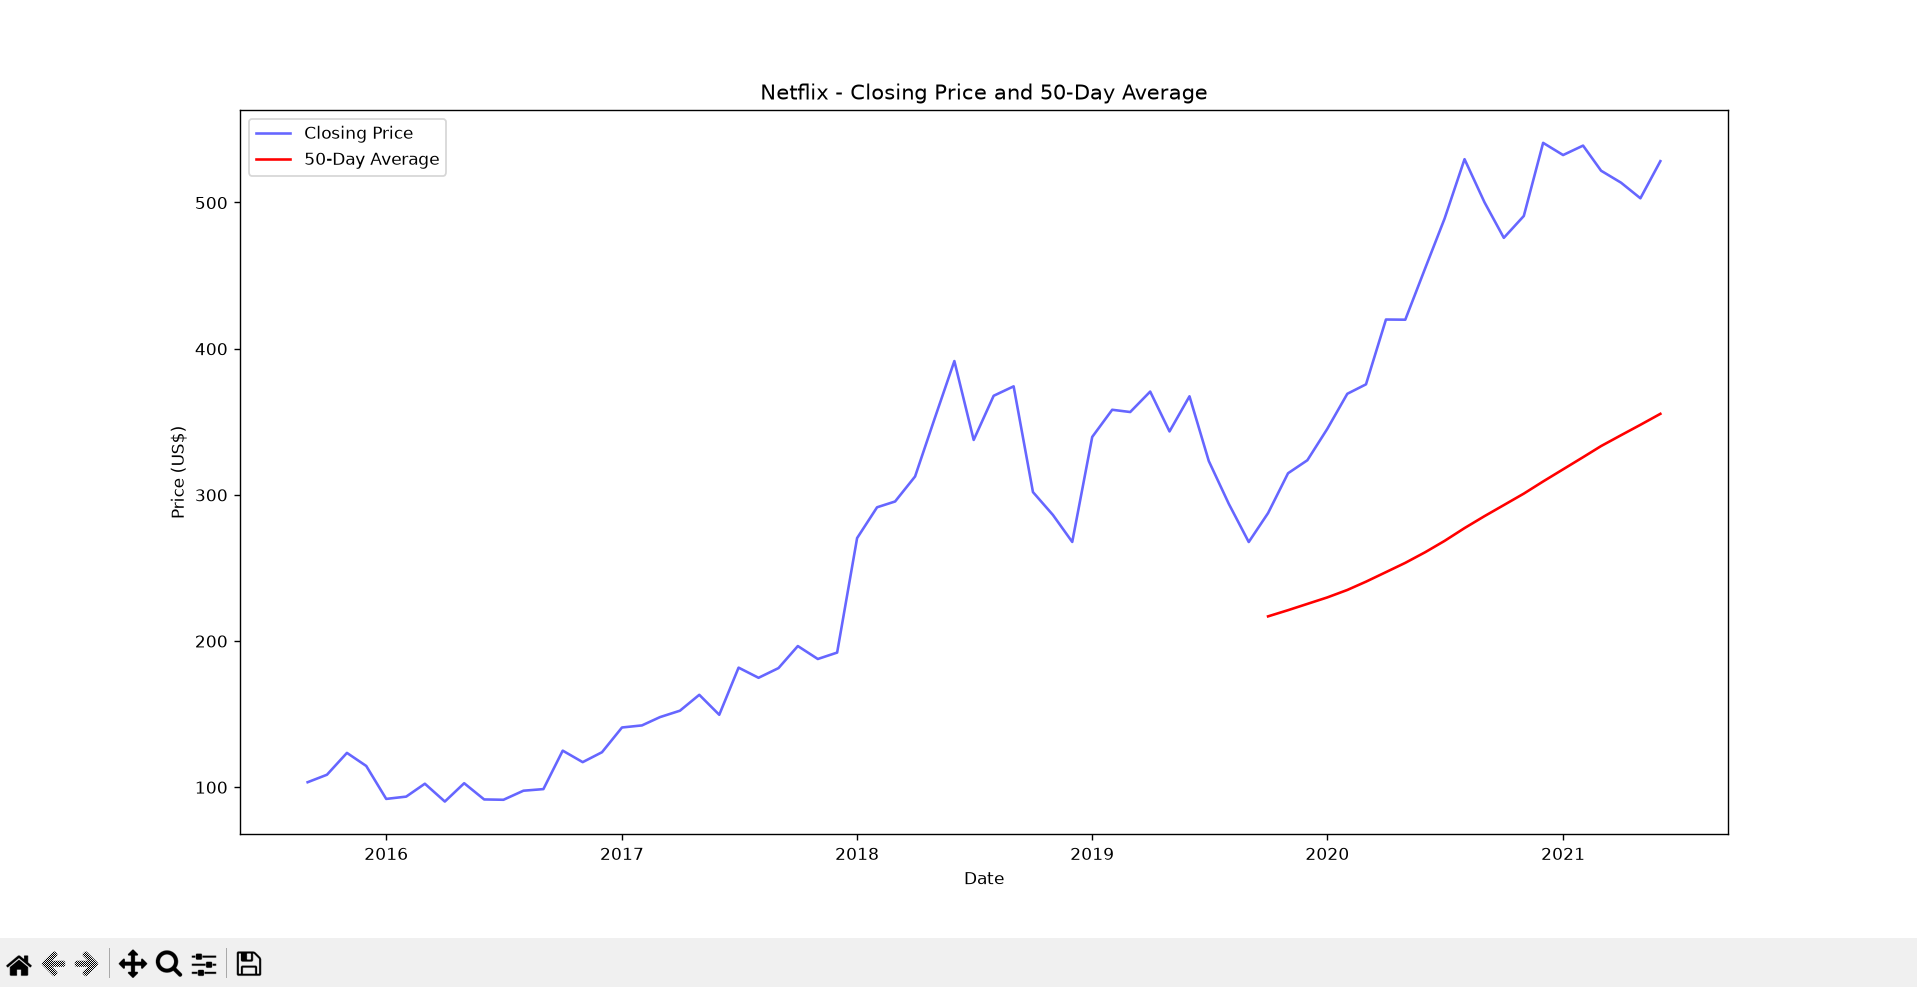 Netflix - Closing Price and 50-Day Average
Closing Price
50-Day Average
500
400
300
200
100
Price (US$)
2016 2017 2018 2019 2020 2021
Date